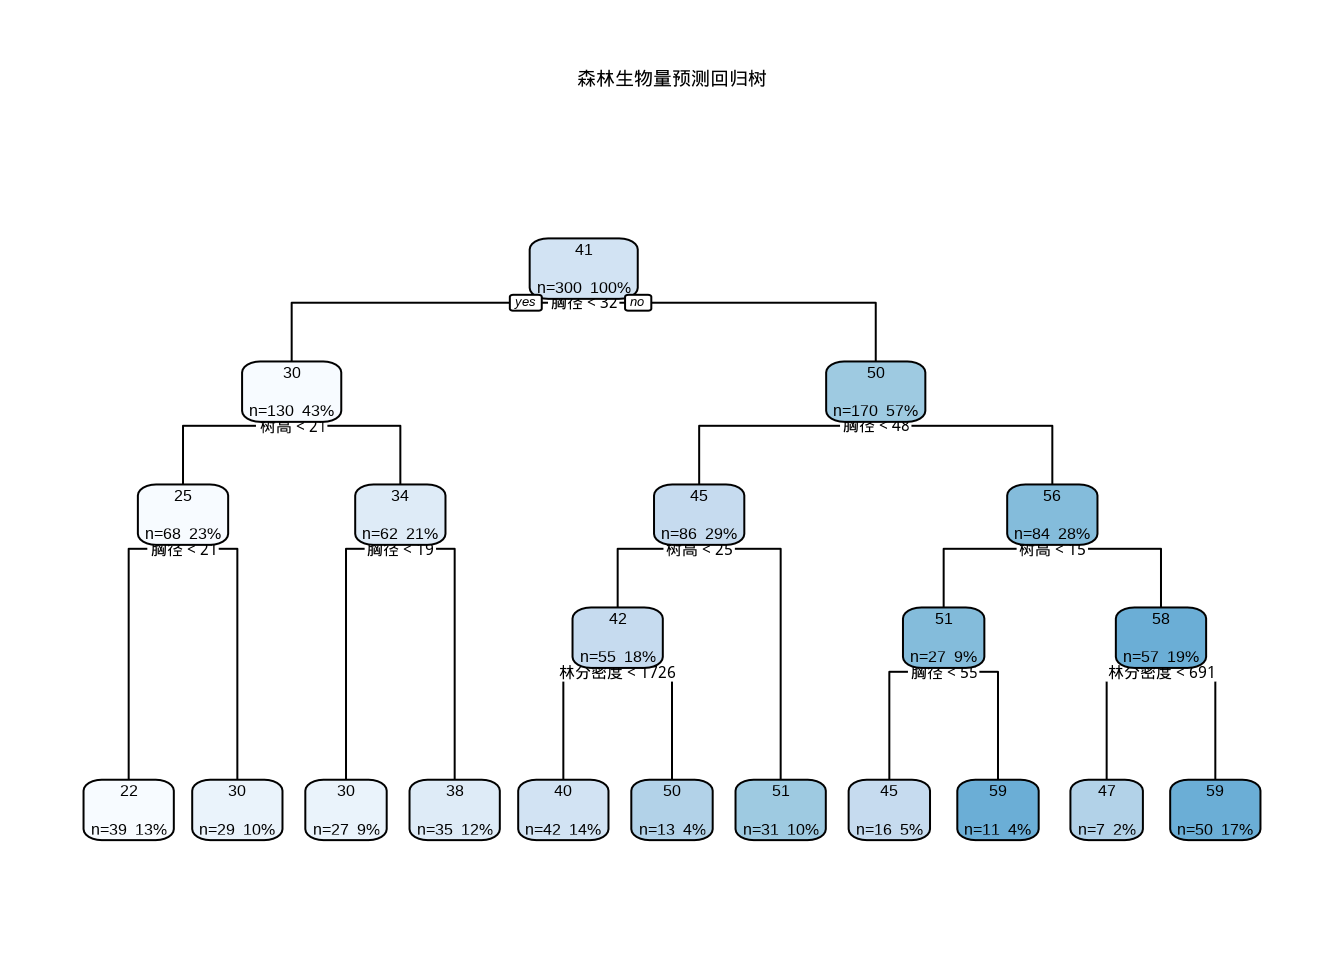 森林生物量预测回归树
41
n=300 100%
yes 胸径 < 32 no
30
n=130 43%
树高 < 21
50
n=170 57%
胸径 < 48
25
n=68 23%
胸径 < 21
34
n=62 21%
胸径 < 19
45
n=86 29%
树高 < 25
56
n=84 28%
树高 < 15
42
n=55 18%
林分密度 < 1726
51
n=27 9%
胸径 < 55
58
n=57 19%
林分密度 < 691
22
n=39 13%
30
n=29 10%
30
n=27 9%
38
n=35 12%
40
n=42 14%
50
n=13 4%
51
n=31 10%
45
n=16 5%
59
n=11 4%
47
n=7 2%
59
n=50 17%